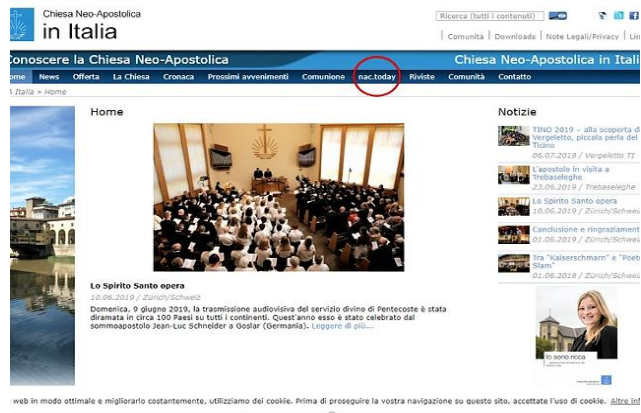 Chiesa Neo-Apostolica
in Italia
Ricerca (tutti i contenuti)
Comunità | Downloads | Note Legali/Privacy |
Conoscere la Chiesa Neo-Apostolica
Chiesa Neo-Apostolica in Itali
ome News Offerta La Chiesa Cronaca Prossimi avvenimenti Comunione nac.today Riviste Comunità Contatto
A Italia » Home
Home
Notizie
TINO 2019 – alla scoperta d
Vergeletto, piccola perla del
Ticino
06.07.2019 / Vergeletto TI
L'apostolo in visita a
Trebaseleghe
23.06.2019 / Trebaseleghe
Lo Spirito Santo opera
10.06.2019 / Zürich/Schweiz
Conclusione e ringraziament
01.06.2019 / Zürich/Schweiz
Tra "Kaiserschmarn" e "Poetr
Slam"
01.06.2019 / Zürich/Schweiz
Lo Spirito Santo opera
10.06.2019 / Zürich/Schweiz
Domenica, 9 giugno 2019, la trasmissione audiovisiva del servizio divino di Pentecoste è stata
diramata in circa 100 Paesi su tutti i continenti. Quest'anno esso è stato celebrato dal
sommoapostolo Jean-Luc Schneider a Goslar (Germania). Leggere di più...
Io sono ricca
web in modo ottimale e migliorarlo costantemente, utilizziamo dei cookie. Prima di proseguire la vostra navigazione su questo sito, accettate l'uso di cookie. Altre inf